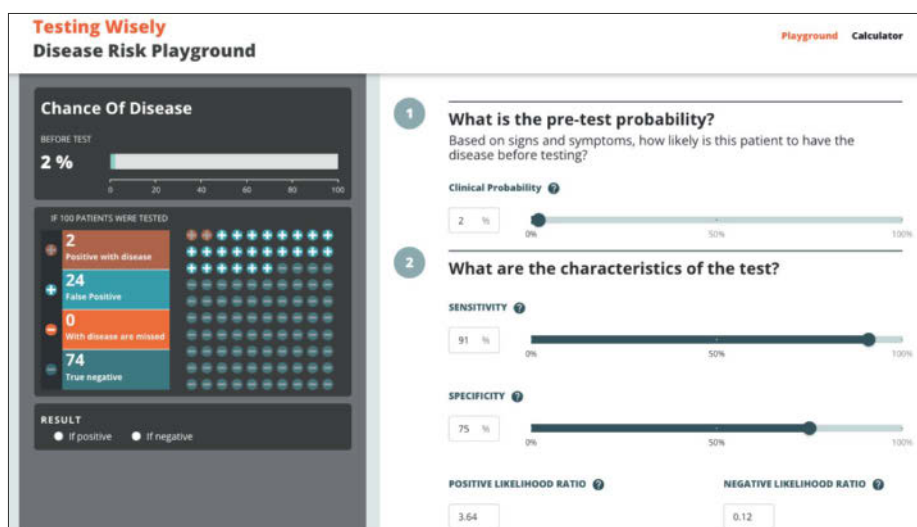 Testing Wisely
Disease Risk Playground
Playground Calculator
Chance Of Disease
BEFORE TEST
2 %
0 20 40 60 80 100
IF 100 PATIENTS WERE TESTED
2
Positive with disease
24
False Positive
0
With disease are missed
74
True negative
RESULT
If positive If negative
1
What is the pre-test probability?
Based on signs and symptoms, how likely is this patient to have the
disease before testing?
Clinical Probability ?
2 %
0% 50% 100%
2
What are the characteristics of the test?
SENSITIVITY ?
91 %
0% 50% 100%
SPECIFICITY ?
75 %
0% 50% 100%
POSITIVE LIKELIHOOD RATIO ? NEGATIVE LIKELIHOOD RATIO ?
3.64 0.12